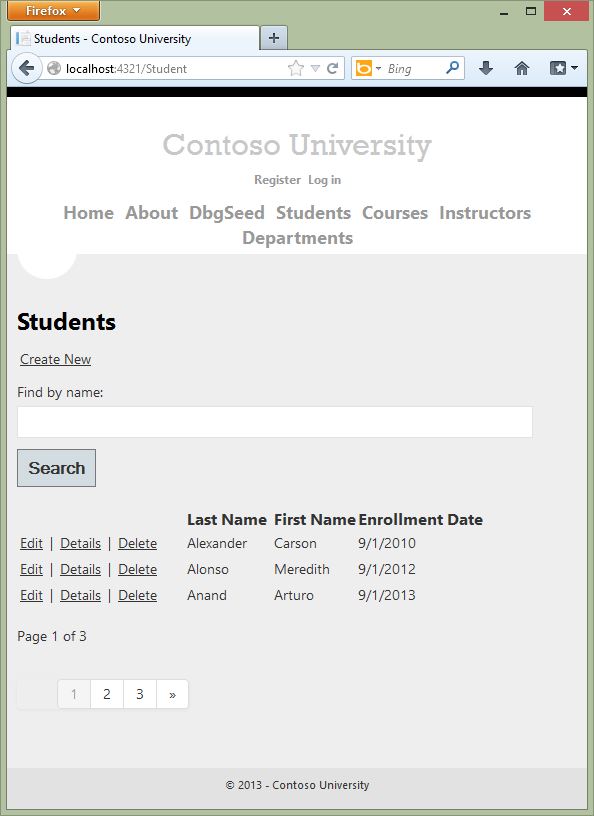 Firefox
Students - Contoso University
localhost:4321/Student
Bing
Contoso University
Register Log in
Home About DbgSeed Students Courses Instructors
Departments
Students
Create New
Find by name:
Search
Last Name First Name Enrollment Date
Edit | Details | Delete Alexander Carson 9/1/2010
Edit | Details | Delete Alonso Meredith 9/1/2012
Edit | Details | Delete Anand Arturo 9/1/2013
Page 1 of 3
1 2 3 »
© 2013 - Contoso University